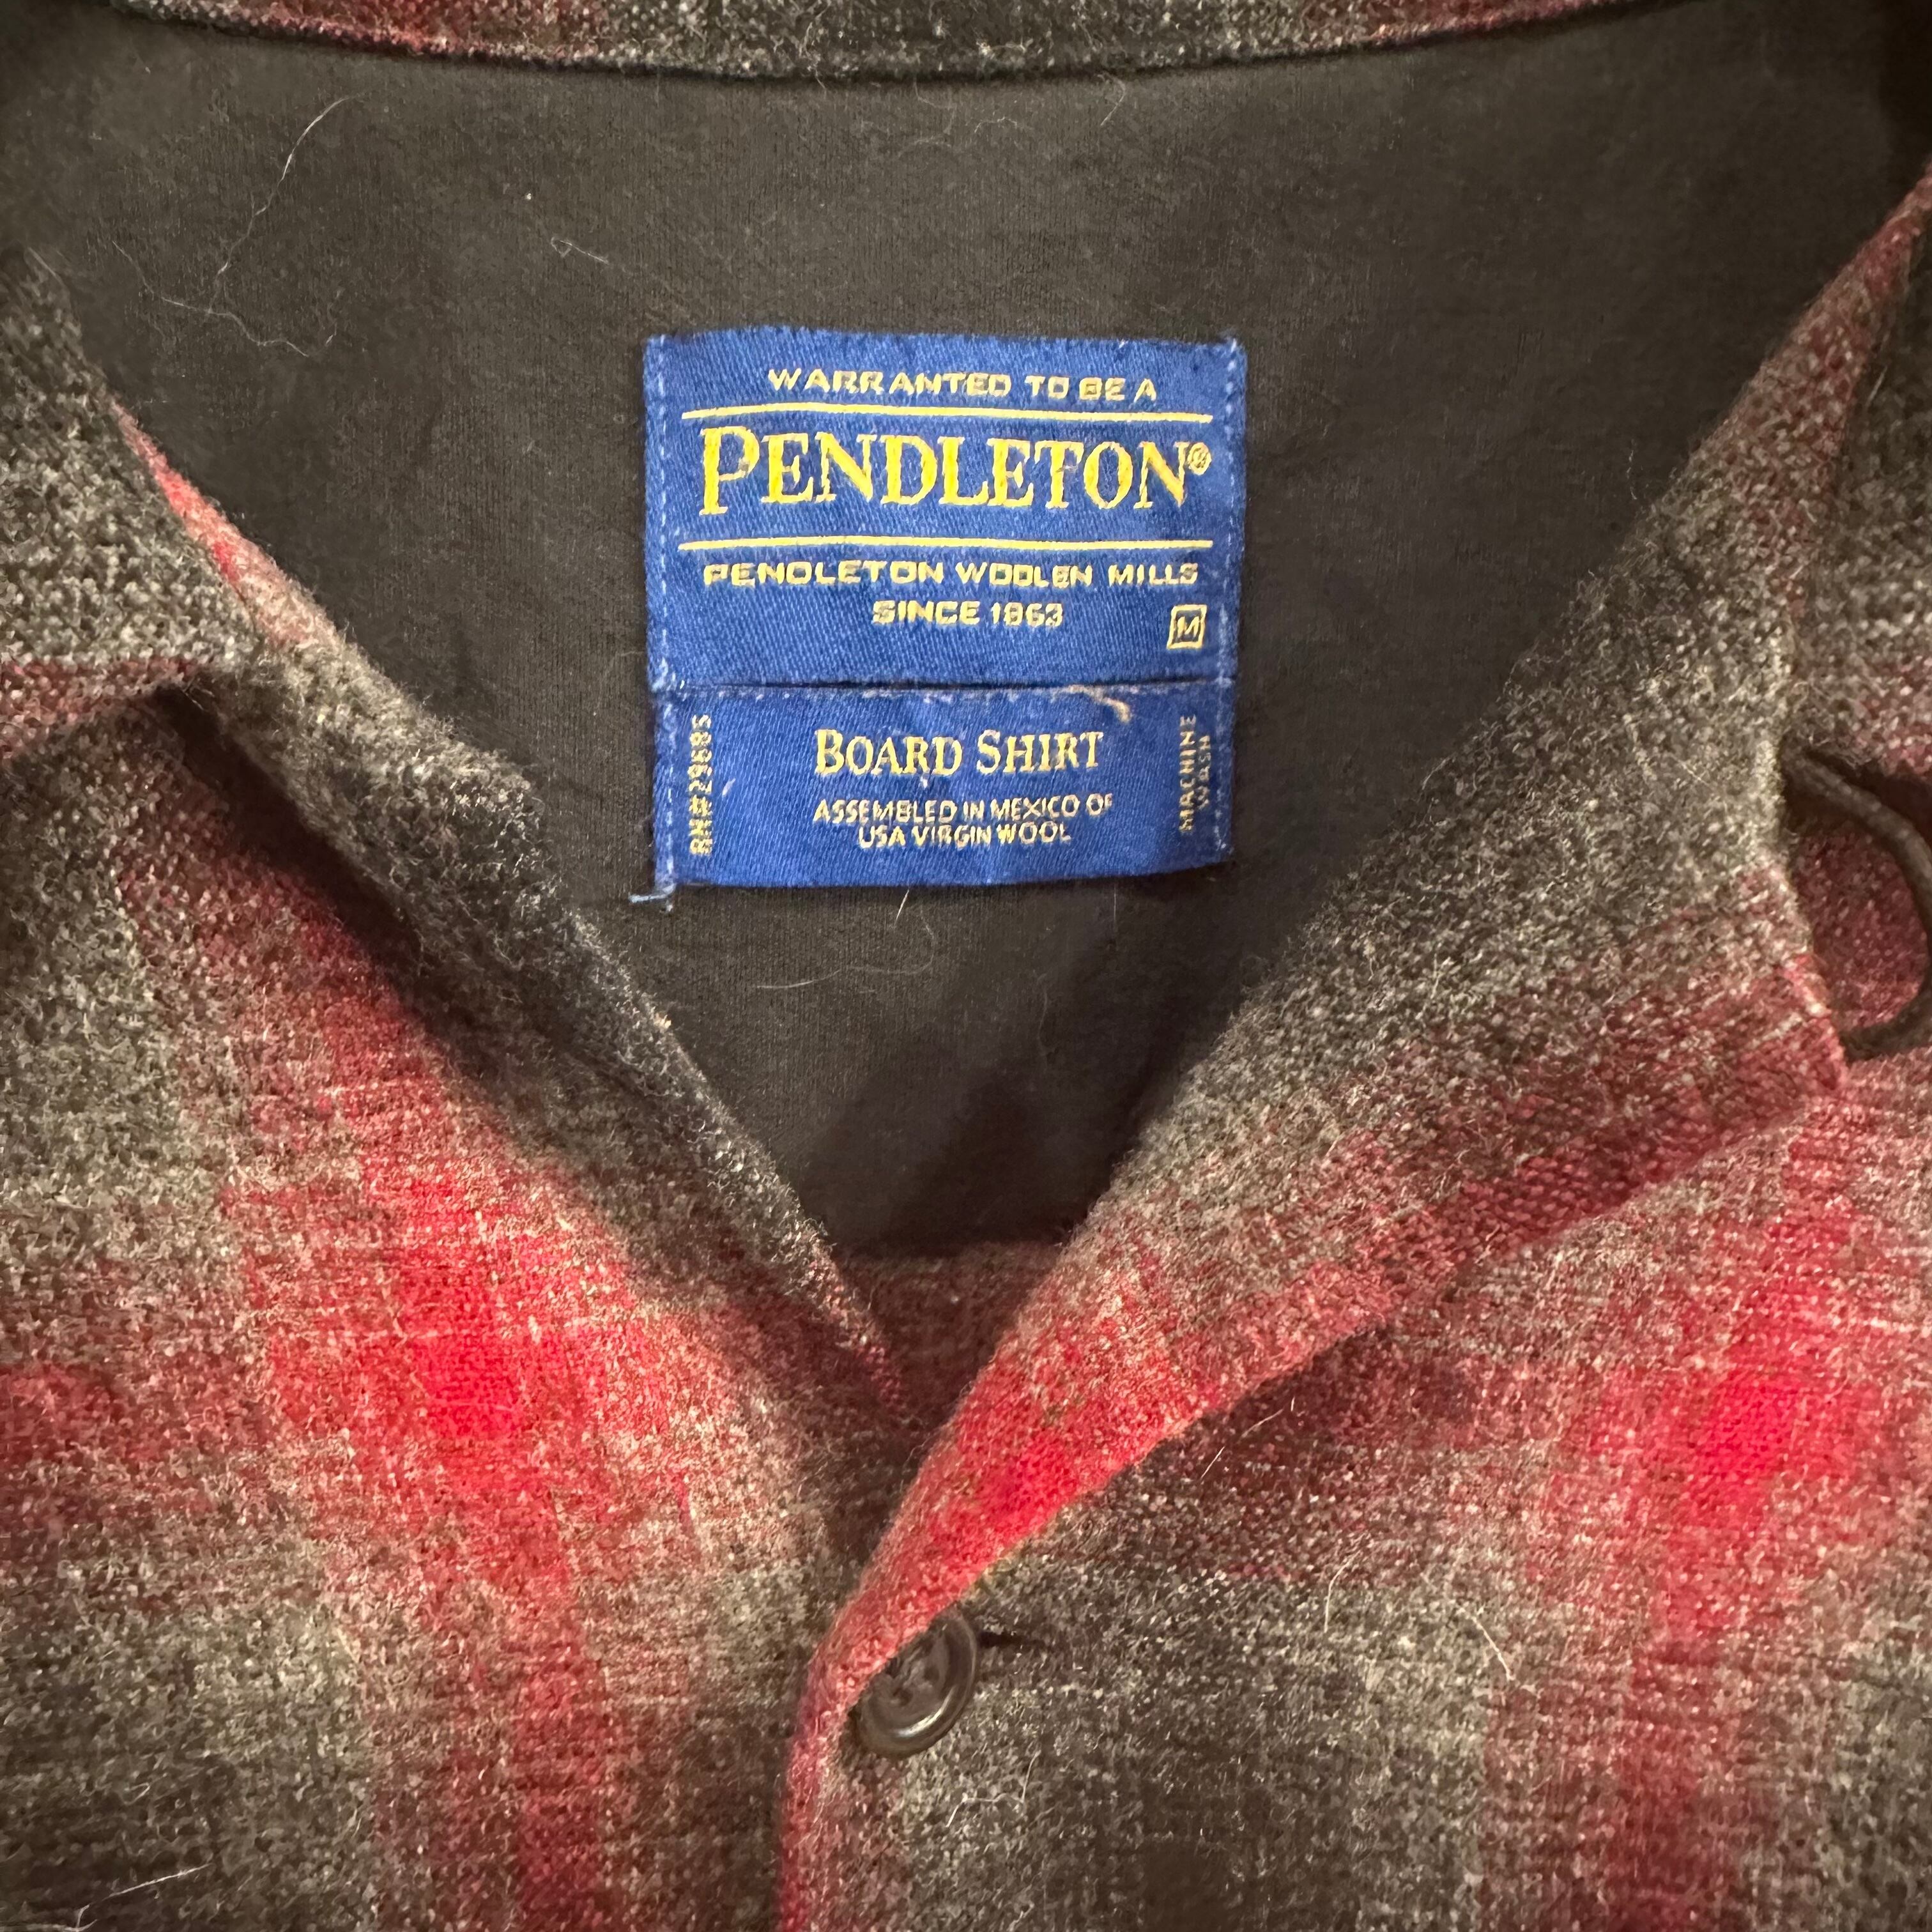 WARRANTED TO BE A
PENDLETON®
PENDLETON WOOLEN MILLS
SINCE 1863
M
BOARD SHIRT
ASSEMBLED IN MEXICO OF
USA VIRGIN WOOL
RN#29685
MACHINE
WASH